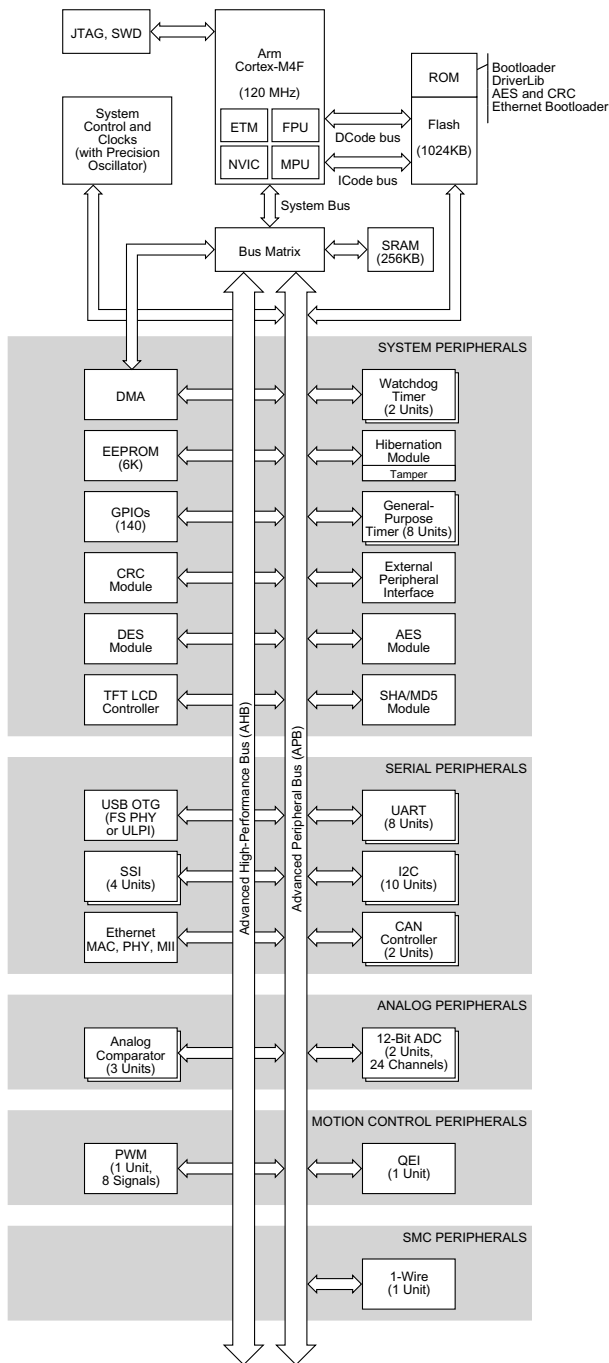 JTAG, SWD
Arm
Cortex-M4F
(120 MHz)
ETM
FPU
NVIC
MPU
ROM
Flash
(1024KB)
Bootloader
DriverLib
AES and CRC
Ethernet Bootloader
System
Control and
Clocks
(with Precision
Oscillator)
DCode bus
ICode bus
System Bus
Bus Matrix
SRAM
(256KB)
SYSTEM PERIPHERALS
DMA
Watchdog
Timer
(2 Units)
EEPROM
(6K)
Hibernation
Module
Tamper
GPIOs
(140)
General-
Purpose
Timer (8 Units)
CRC
Module
External
Peripheral
Interface
DES
Module
AES
Module
TFT LCD
Controller
SHA/MD5
Module
Advanced High-Performance Bus (AHB)
Advanced Peripheral Bus (APB)
SERIAL PERIPHERALS
USB OTG
(FS PHY
or ULPI)
UART
(8 Units)
SSI
(4 Units)
I2C
(10 Units)
Ethernet
MAC, PHY, MII
CAN
Controller
(2 Units)
ANALOG PERIPHERALS
Analog
Comparator
(3 Units)
12-Bit ADC
(2 Units,
24 Channels)
MOTION CONTROL PERIPHERALS
PWM
(1 Unit,
8 Signals)
QEI
(1 Unit)
SMC PERIPHERALS
1-Wire
(1 Unit)